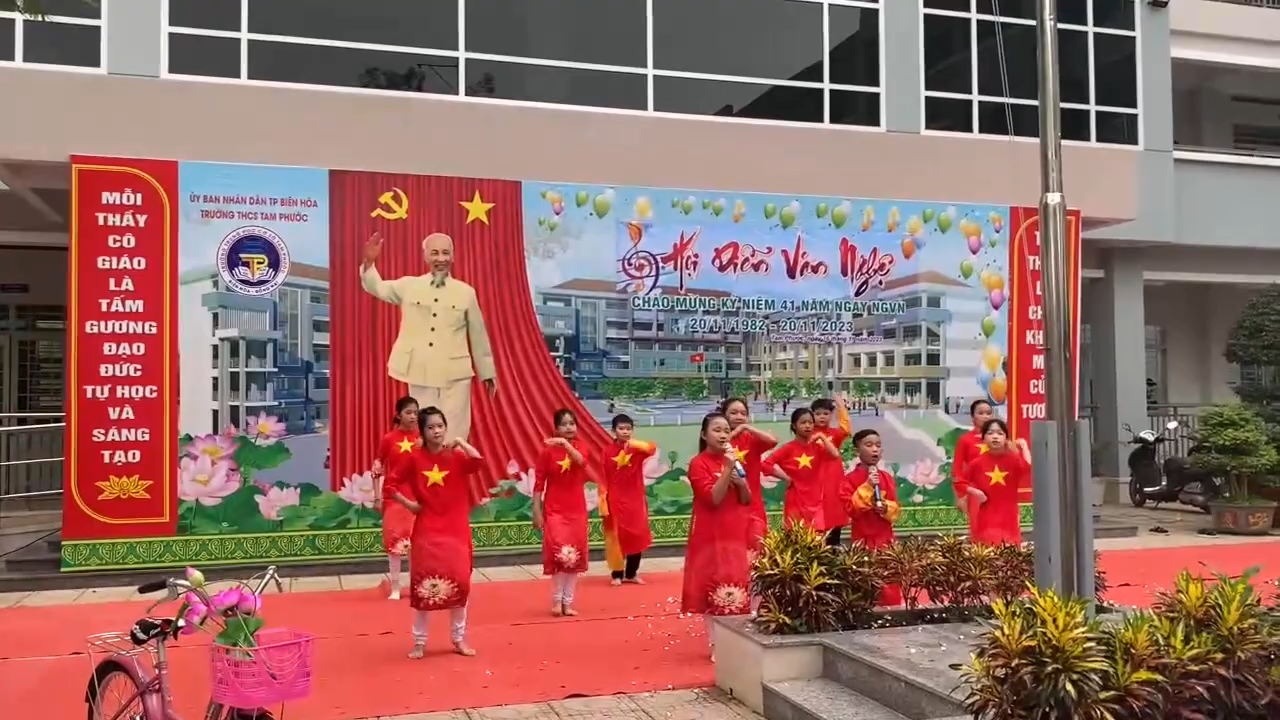 MỖI
THẦY
CÔ
GIÁO
LÀ
TẤM
GƯƠNG
ĐẠO
ĐỨC
TỰ HỌC
VÀ
SÁNG
TẠO
ỦY BAN NHÂN DÂN TP BIÊN HÒA
TRƯỜNG THCS TAM PHƯỚC
Hội Diễn Văn Nghệ
CHÀO MỪNG KỶ NIỆM 41 NĂM NGÀY NGVN
20/11/1982 - 20/11/2023